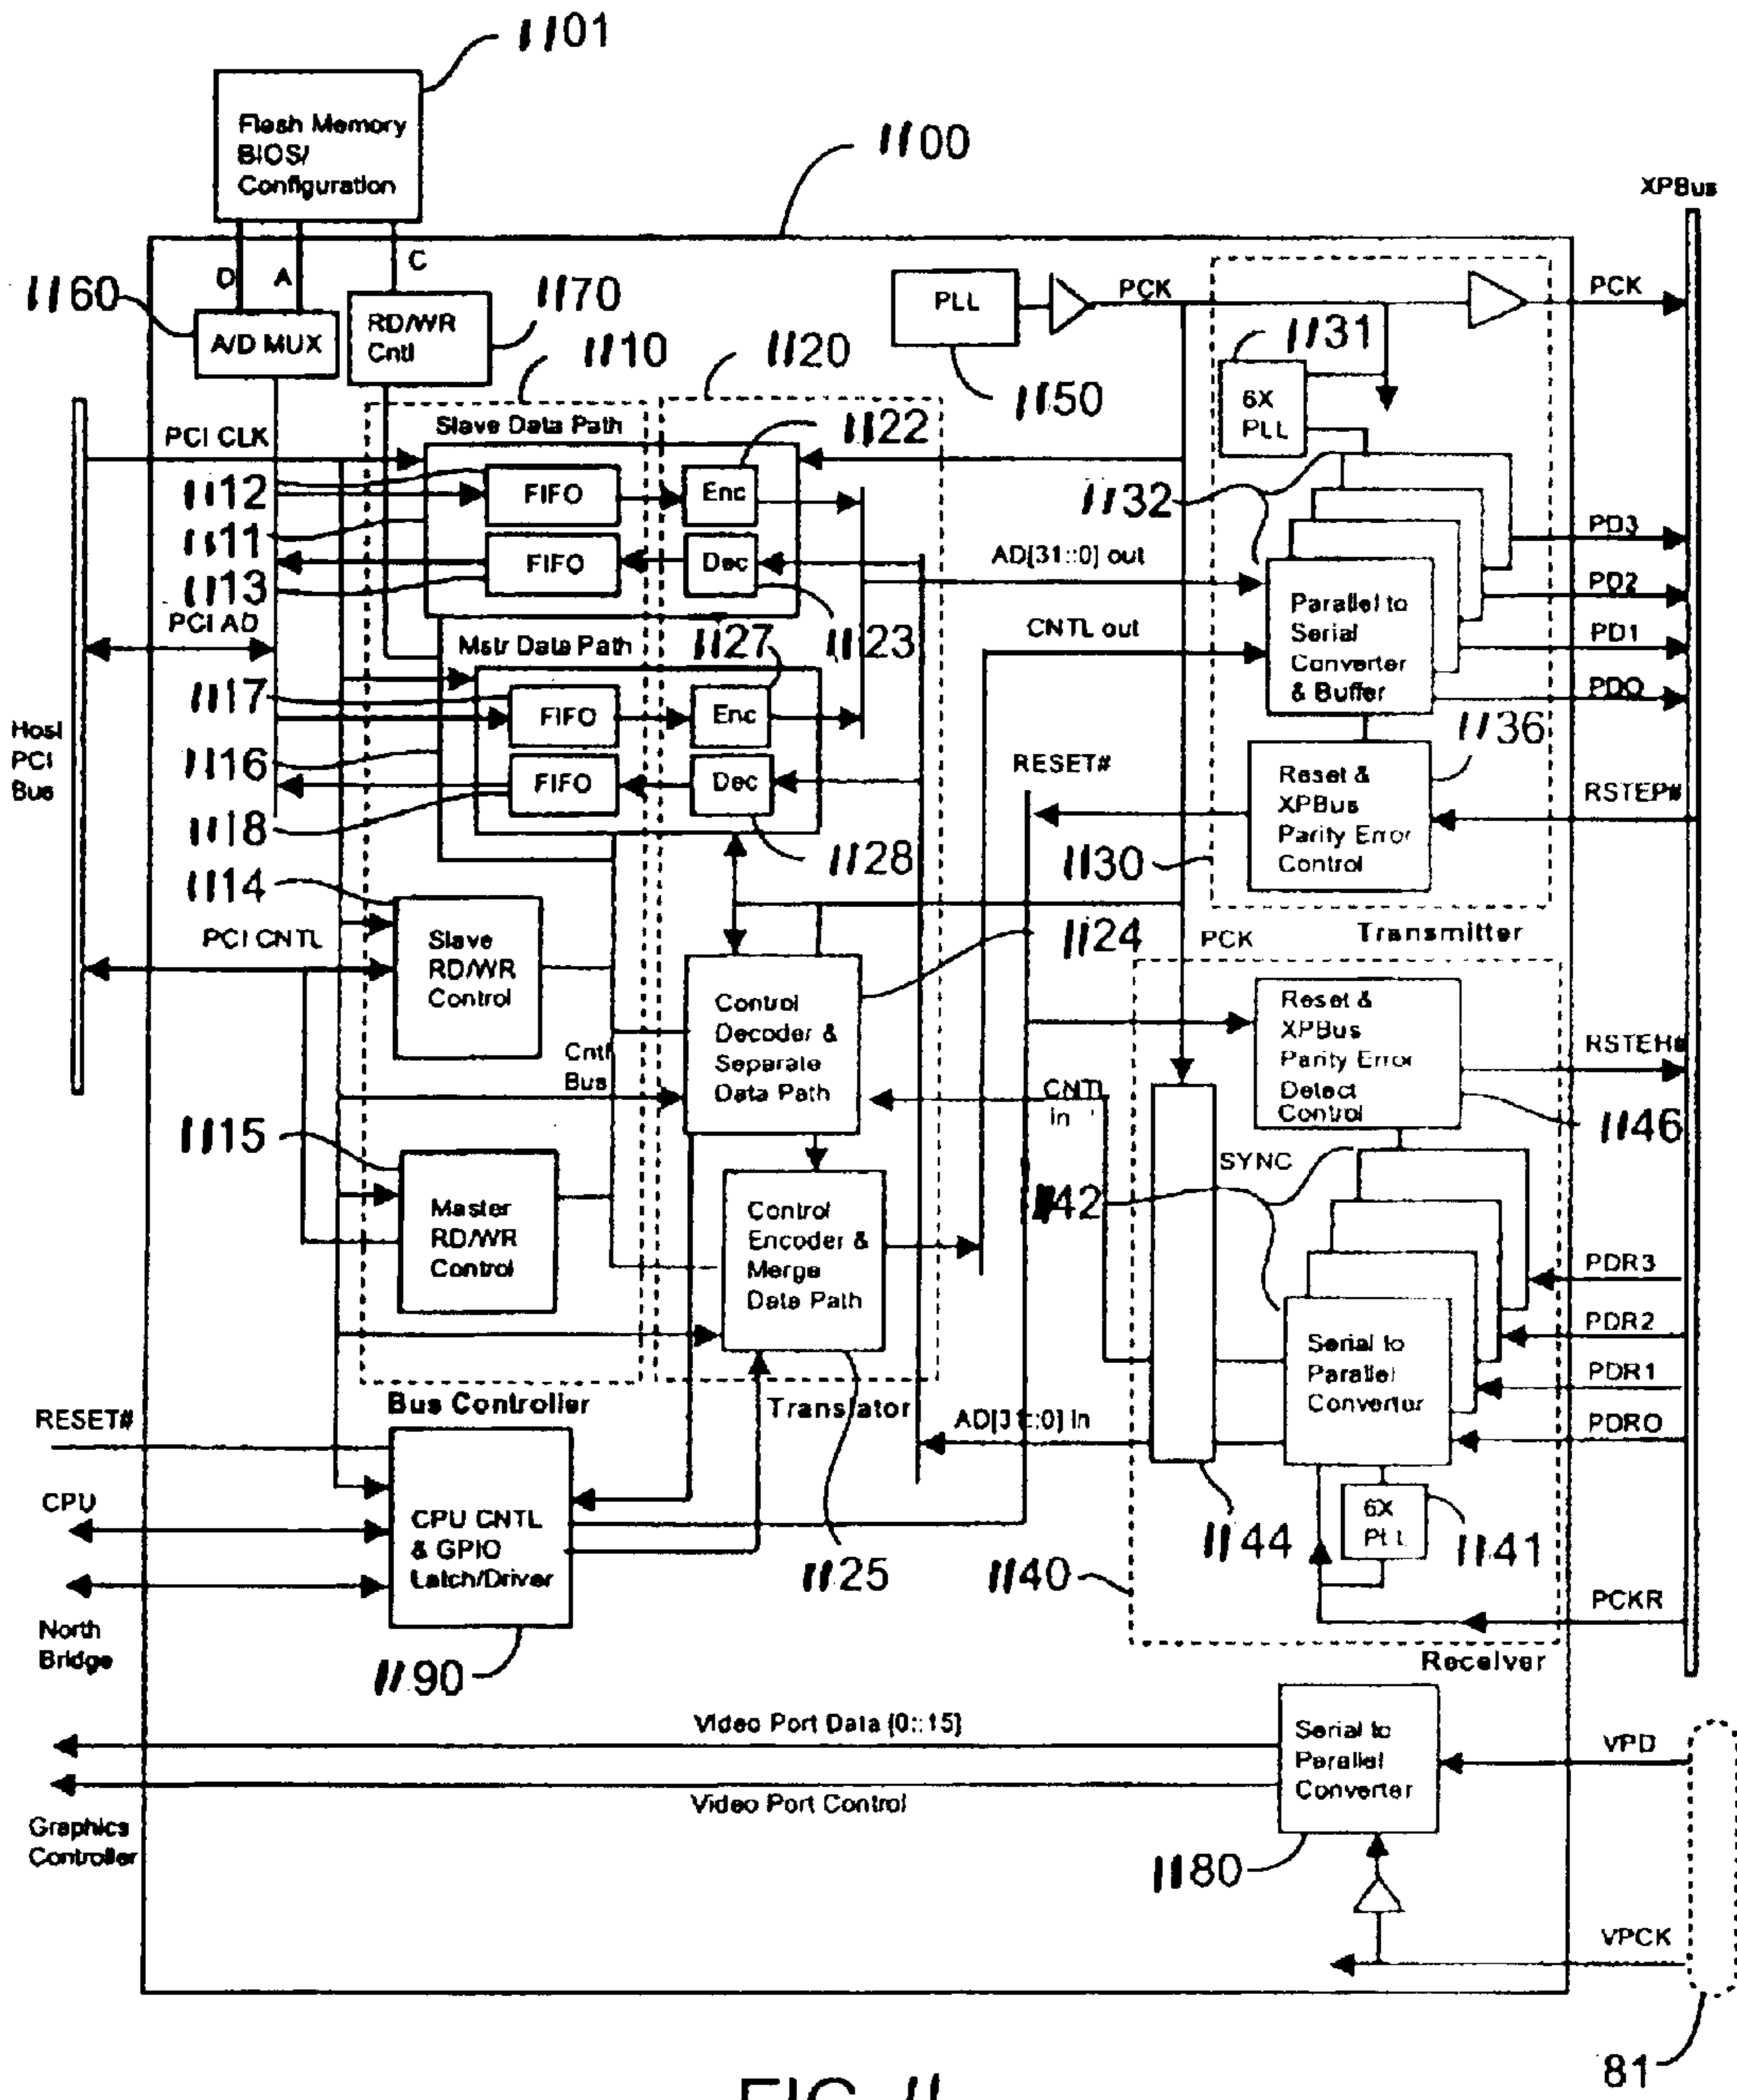 1101
Flash Memory
BIOS/
Configuration
1100
XPBus
D
A
C
1160
A/D MUX
RD/WR
Cntl
1170
PLL
PCK
PCK
1150
1131
6X
PLL
1110
1120
Slave Data Path
1122
PCI CLK
1112
FIFO
Enc
1111
FIFO
Dec
1113
1123
PCI AD
1132
AD[31::0] out
CNTL out
Parallel to
Serial
Converter
& Buffer
PD3
PD2
PD1
PD0
Mstr Data Path
1127
1117
FIFO
Enc
1116
FIFO
Dec
1118
1128
Host
PCI
Bus
1136
RESET#
Reset &
XPBus
Parity Error
Control
RSTEP#
1130
Transmitter
1114
PCI CNTL
Slave
RD/WR
Control
1124
PCK
Control
Decoder &
Separate
Data Path
Cntl
Bus
CNTL
in
Reset &
XPBus
Parity Error
Detect
Control
RSTEH#
1146
1115
Master
RD/WR
Control
Control
Encoder &
Merge
Data Path
SYNC
1142
PDR3
PDR2
PDR1
PDR0
Serial to
Parallel
Converter
Bus Controller
Translator
AD[31::0] in
RESET#
CPU
CPU CNTL
& GPIO
Latch/Driver
North
Bridge
1190
1125
1144
6X
PLL
1141
1140
PCKR
Receiver
Video Port Data [0::15]
Video Port Control
Graphics
Controller
Serial to
Parallel
Converter
VPD
1180
VPCK
81
FIG. 11